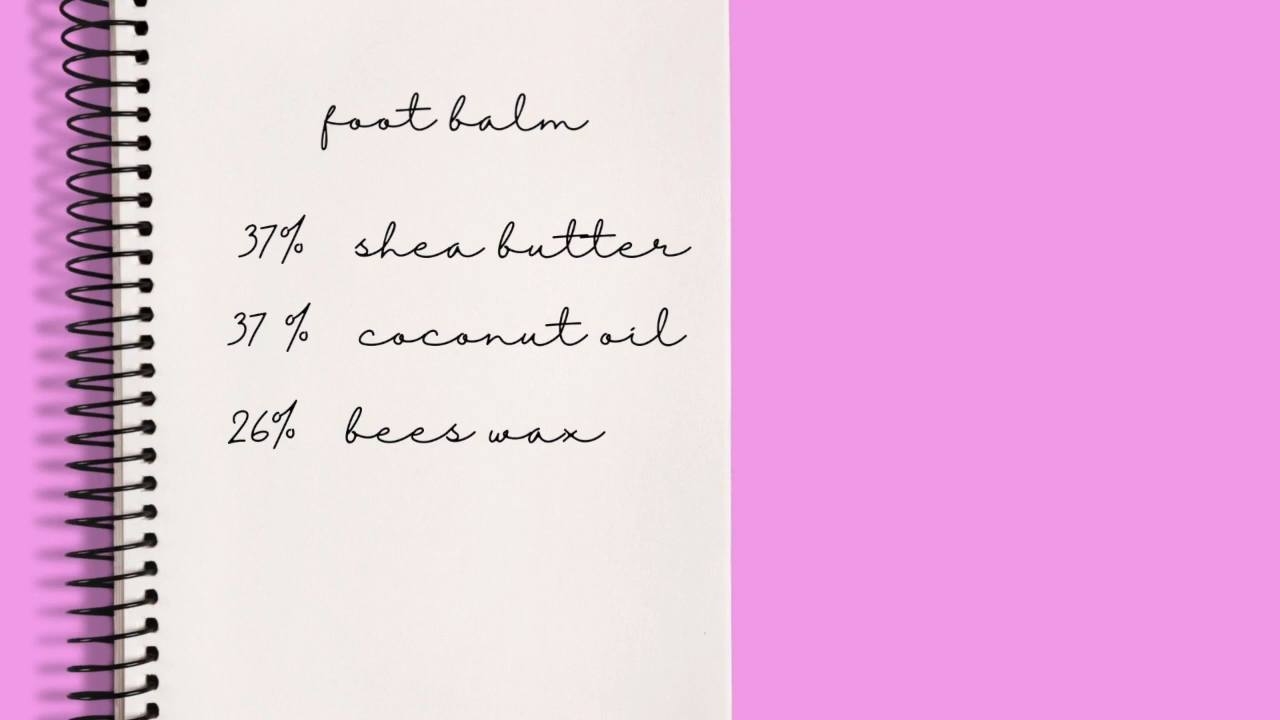 foot balm
37% shea butter
37 % coconut oil
26% bees wax